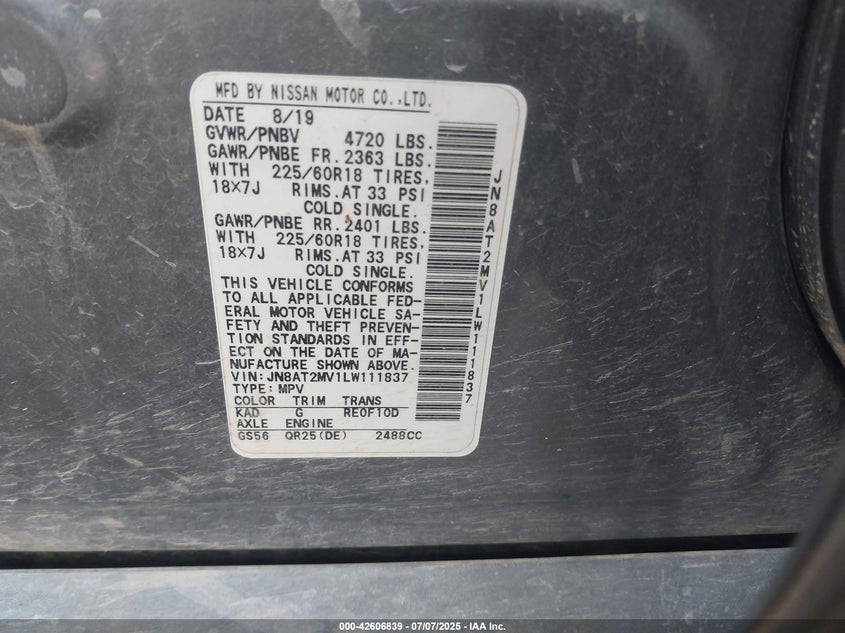 MFD BY NISSAN MOTOR CO.,LTD.
DATE 8/19
GVWR/PNBV 4720 LBS.
GAWR/PNBE FR. 2363 LBS.
WITH 225/60R18 TIRES,
18X7J RIMS.AT 33 PSI
COLD SINGLE.
GAWR/PNBE RR. 2401 LBS.
WITH 225/60R18 TIRES,
18X7J RIMS.AT 33 PSI
COLD SINGLE.
THIS VEHICLE CONFORMS
TO ALL APPLICABLE FED-
ERAL MOTOR VEHICLE SA-
FETY AND THEFT PREVEN-
TION STANDARDS IN EFF-
ECT ON THE DATE OF MA-
NUFACTURE SHOWN ABOVE.
VIN:JN8AT2MV1LW111837
TYPE:MPV
COLOR TRIM TRANS
KAD G RE0F10D
AXLE ENGINE
GS56 QR25(DE) 2488CC
JN8AT2MV1LW111837
000-42606839 - 07/07/2025 - IAA Inc.